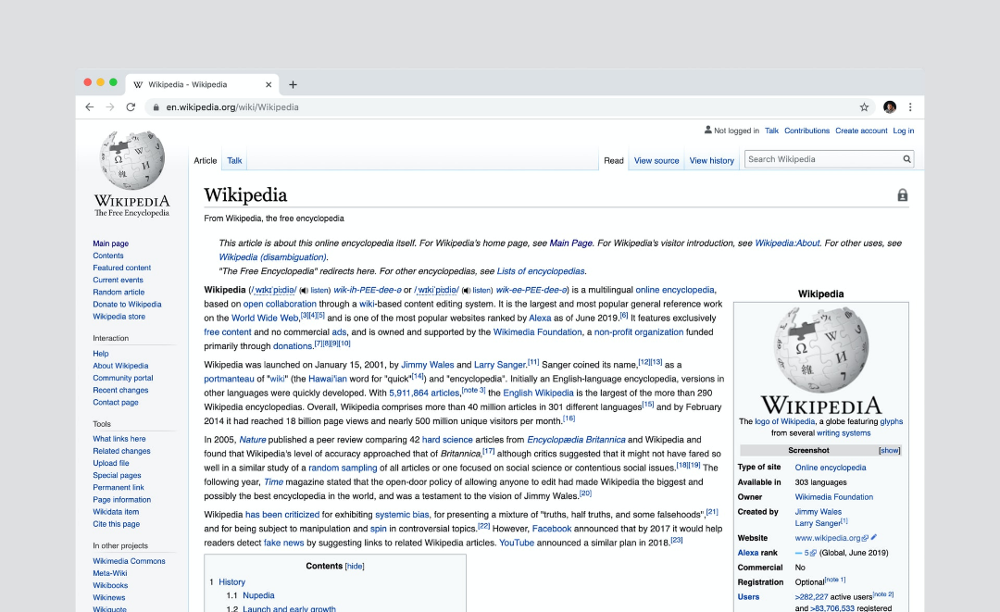 Wikipedia - Wikipedia
en.wikipedia.org/wiki/Wikipedia
Not logged in Talk Contributions Create account Log in
Article Talk Read View source View history Search Wikipedia
WIKIPEDIA
The Free Encyclopedia
Main page
Contents
Featured content
Current events
Random article
Donate to Wikipedia
Wikipedia store
Interaction
Help
About Wikipedia
Community portal
Recent changes
Contact page
Tools
What links here
Related changes
Upload file
Special pages
Permanent link
Page information
Wikidata item
Cite this page
In other projects
Wikimedia Commons
Meta-Wiki
Wikibooks
Wikinews
Wikiquote
Wikipedia
From Wikipedia, the free encyclopedia
This article is about this online encyclopedia itself. For Wikipedia's home page, see Main Page. For Wikipedia's visitor introduction, see Wikipedia:About. For other uses, see
Wikipedia (disambiguation).
"The Free Encyclopedia" redirects here. For other encyclopedias, see Lists of encyclopedias.
Wikipedia (/ˌwɪkɪˈpiːdiə/ (listen) wik-ih-PEE-dee-ə or /ˌwɪkiˈpiːdiə/ (listen) wik-ee-PEE-dee-ə) is a multilingual online encyclopedia,
based on open collaboration through a wiki-based content editing system. It is the largest and most popular general reference work
on the World Wide Web,[3][4][5] and is one of the most popular websites ranked by Alexa as of June 2019.[6] It features exclusively
free content and no commercial ads, and is owned and supported by the Wikimedia Foundation, a non-profit organization funded
primarily through donations.[7][8][9][10]
Wikipedia was launched on January 15, 2001, by Jimmy Wales and Larry Sanger.[11] Sanger coined its name,[12][13] as a
portmanteau of "wiki" (the Hawai'ian word for "quick"[14]) and "encyclopedia". Initially an English-language encyclopedia, versions in
other languages were quickly developed. With 5,911,864 articles,[note 3] the English Wikipedia is the largest of the more than 290
Wikipedia encyclopedias. Overall, Wikipedia comprises more than 40 million articles in 301 different languages[15] and by February
2014 it had reached 18 billion page views and nearly 500 million unique visitors per month.[16]
In 2005, Nature published a peer review comparing 42 hard science articles from Encyclopædia Britannica and Wikipedia and
found that Wikipedia's level of accuracy approached that of Britannica,[17] although critics suggested that it might not have fared so
well in a similar study of a random sampling of all articles or one focused on social science or contentious social issues.[18][19] The
following year, Time magazine stated that the open-door policy of allowing anyone to edit had made Wikipedia the biggest and
possibly the best encyclopedia in the world, and was a testament to the vision of Jimmy Wales.[20]
Wikipedia has been criticized for exhibiting systemic bias, for presenting a mixture of "truths, half truths, and some falsehoods",[21]
and for being subject to manipulation and spin in controversial topics.[22] However, Facebook announced that by 2017 it would help
readers detect fake news by suggesting links to related Wikipedia articles. YouTube announced a similar plan in 2018.[23]
Contents [hide]
1 History
1.1 Nupedia
1.2 Launch and early growth
Wikipedia
WIKIPEDIA
The logo of Wikipedia, a globe featuring glyphs
from several writing systems
Screenshot [show]
Type of site Online encyclopedia
Available in 303 languages
Owner Wikimedia Foundation
Created by Jimmy Wales
Larry Sanger[1]
Website www.wikipedia.org
Alexa rank 5 (Global, June 2019)
Commercial No
Registration Optional[note 1]
Users >282,227 active users[note 2]
and >83,706,533 registered